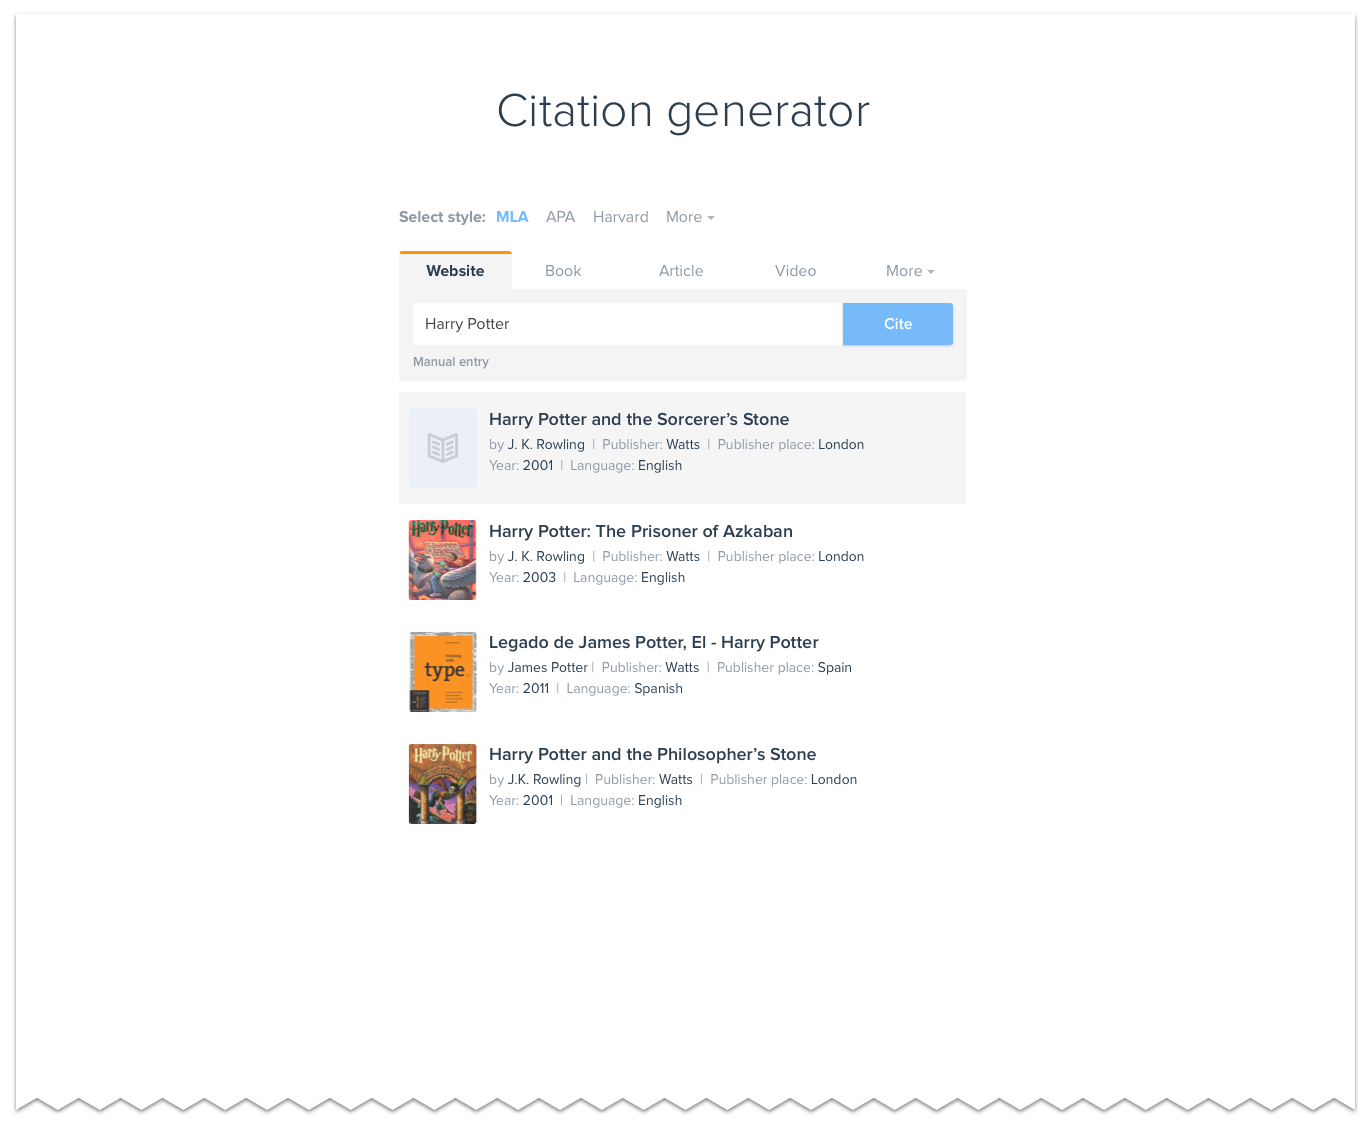 Citation generator
Select style: MLA APA Harvard More
Website Book Article Video More
Harry Potter Cite
Manual entry
Harry Potter and the Sorcerer’s Stone
by J. K. Rowling | Publisher: Watts | Publisher place: London
Year: 2001 | Language: English
Harry Potter
Harry Potter: The Prisoner of Azkaban
by J. K. Rowling | Publisher: Watts | Publisher place: London
Year: 2003 | Language: English
Legado de James Potter, El - Harry Potter
thinking
with
type
by James Potter | Publisher: Watts | Publisher place: Spain
Year: 2011 | Language: Spanish
Harry Potter and the Philosopher’s Stone
Harry Potter
by J.K. Rowling | Publisher: Watts | Publisher place: London
Year: 2001 | Language: English